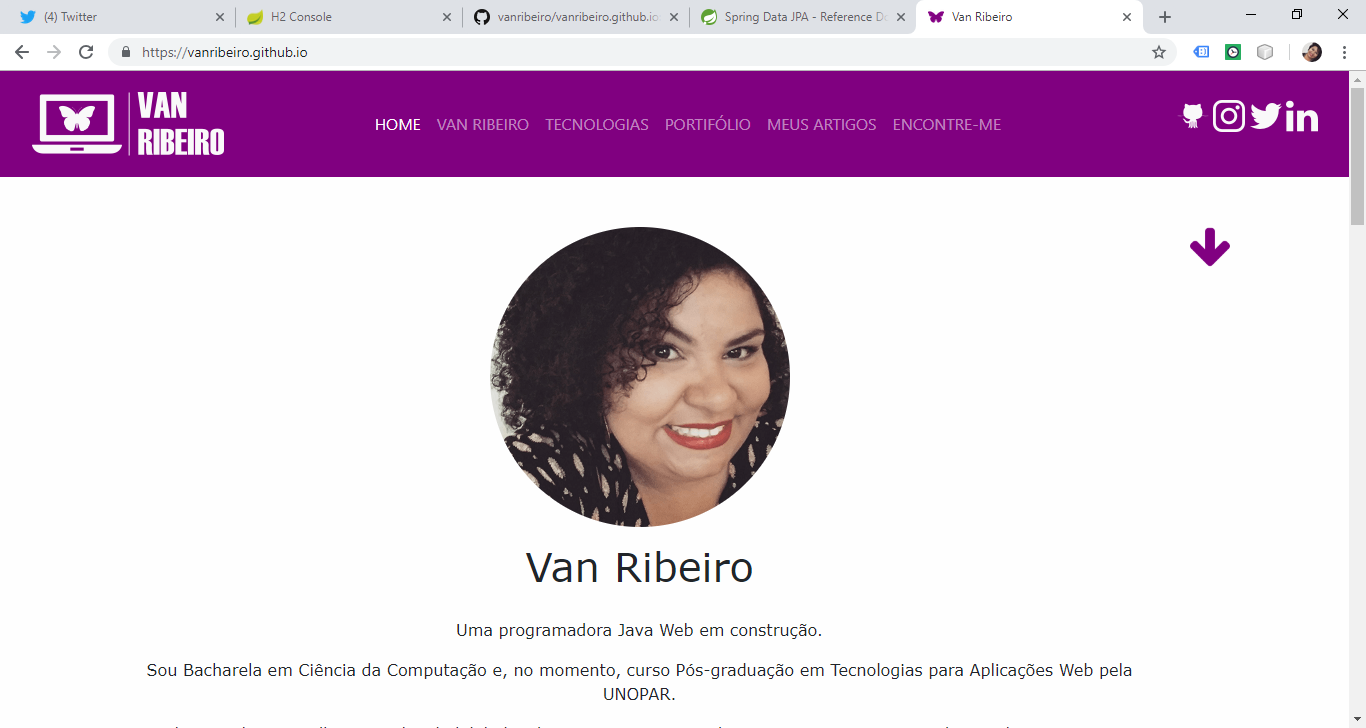 (4) Twitter
H2 Console
vanribeiro/vanribeiro.github.io
Spring Data JPA - Reference Do
Van Ribeiro
https://vanribeiro.github.io
VAN
RIBEIRO
HOME VAN RIBEIRO TECNOLOGIAS PORTIFÓLIO MEUS ARTIGOS ENCONTRE-ME
in
Van Ribeiro
Uma programadora Java Web em construção.
Sou Bacharela em Ciência da Computação e, no momento, curso Pós-graduação em Tecnologias para Aplicações Web pela
UNOPAR.